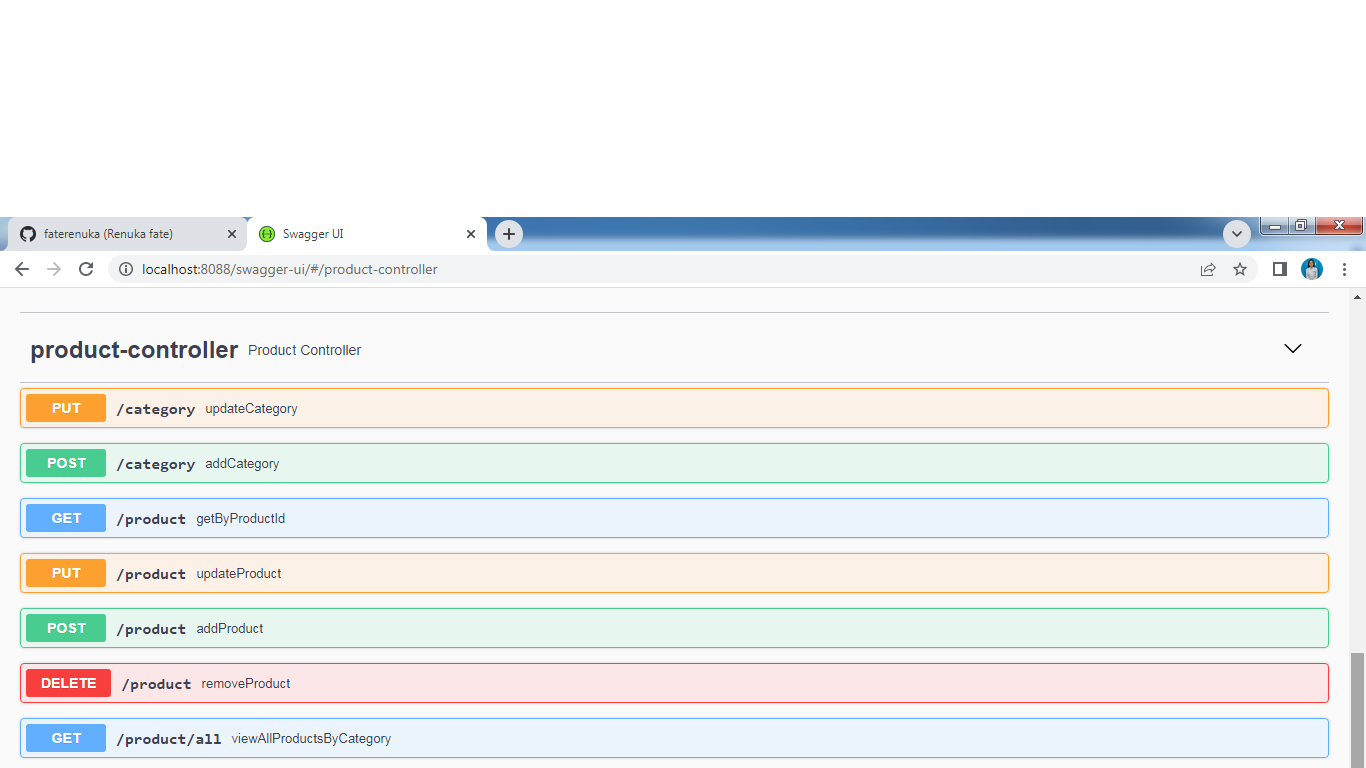 faterenuka (Renuka fate) Swagger UI
localhost:8088/swagger-ui/#/product-controller
product-controller Product Controller
PUT /category updateCategory
POST /category addCategory
GET /product getByProductId
PUT /product updateProduct
POST /product addProduct
DELETE /product removeProduct
GET /product/all viewAllProductsByCategory